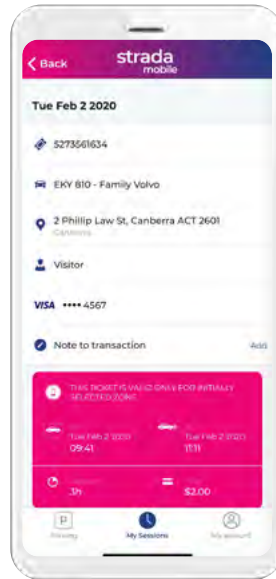 Back
strada
mobile
Tue Feb 2 2020
5273561634
EKY 810 - Family Volvo
2 Phillip Law St, Canberra ACT 2601
Canberra
Visitor
VISA •••• 4567
Note to transaction Add
THIS TICKET IS VALID ONLY FOR INITIALLY
SELECTED ZONE
Tue Feb 2 2020 Tue Feb 2 2020
09:41 11:11
3h $2.00
P
Parking My Sessions My account